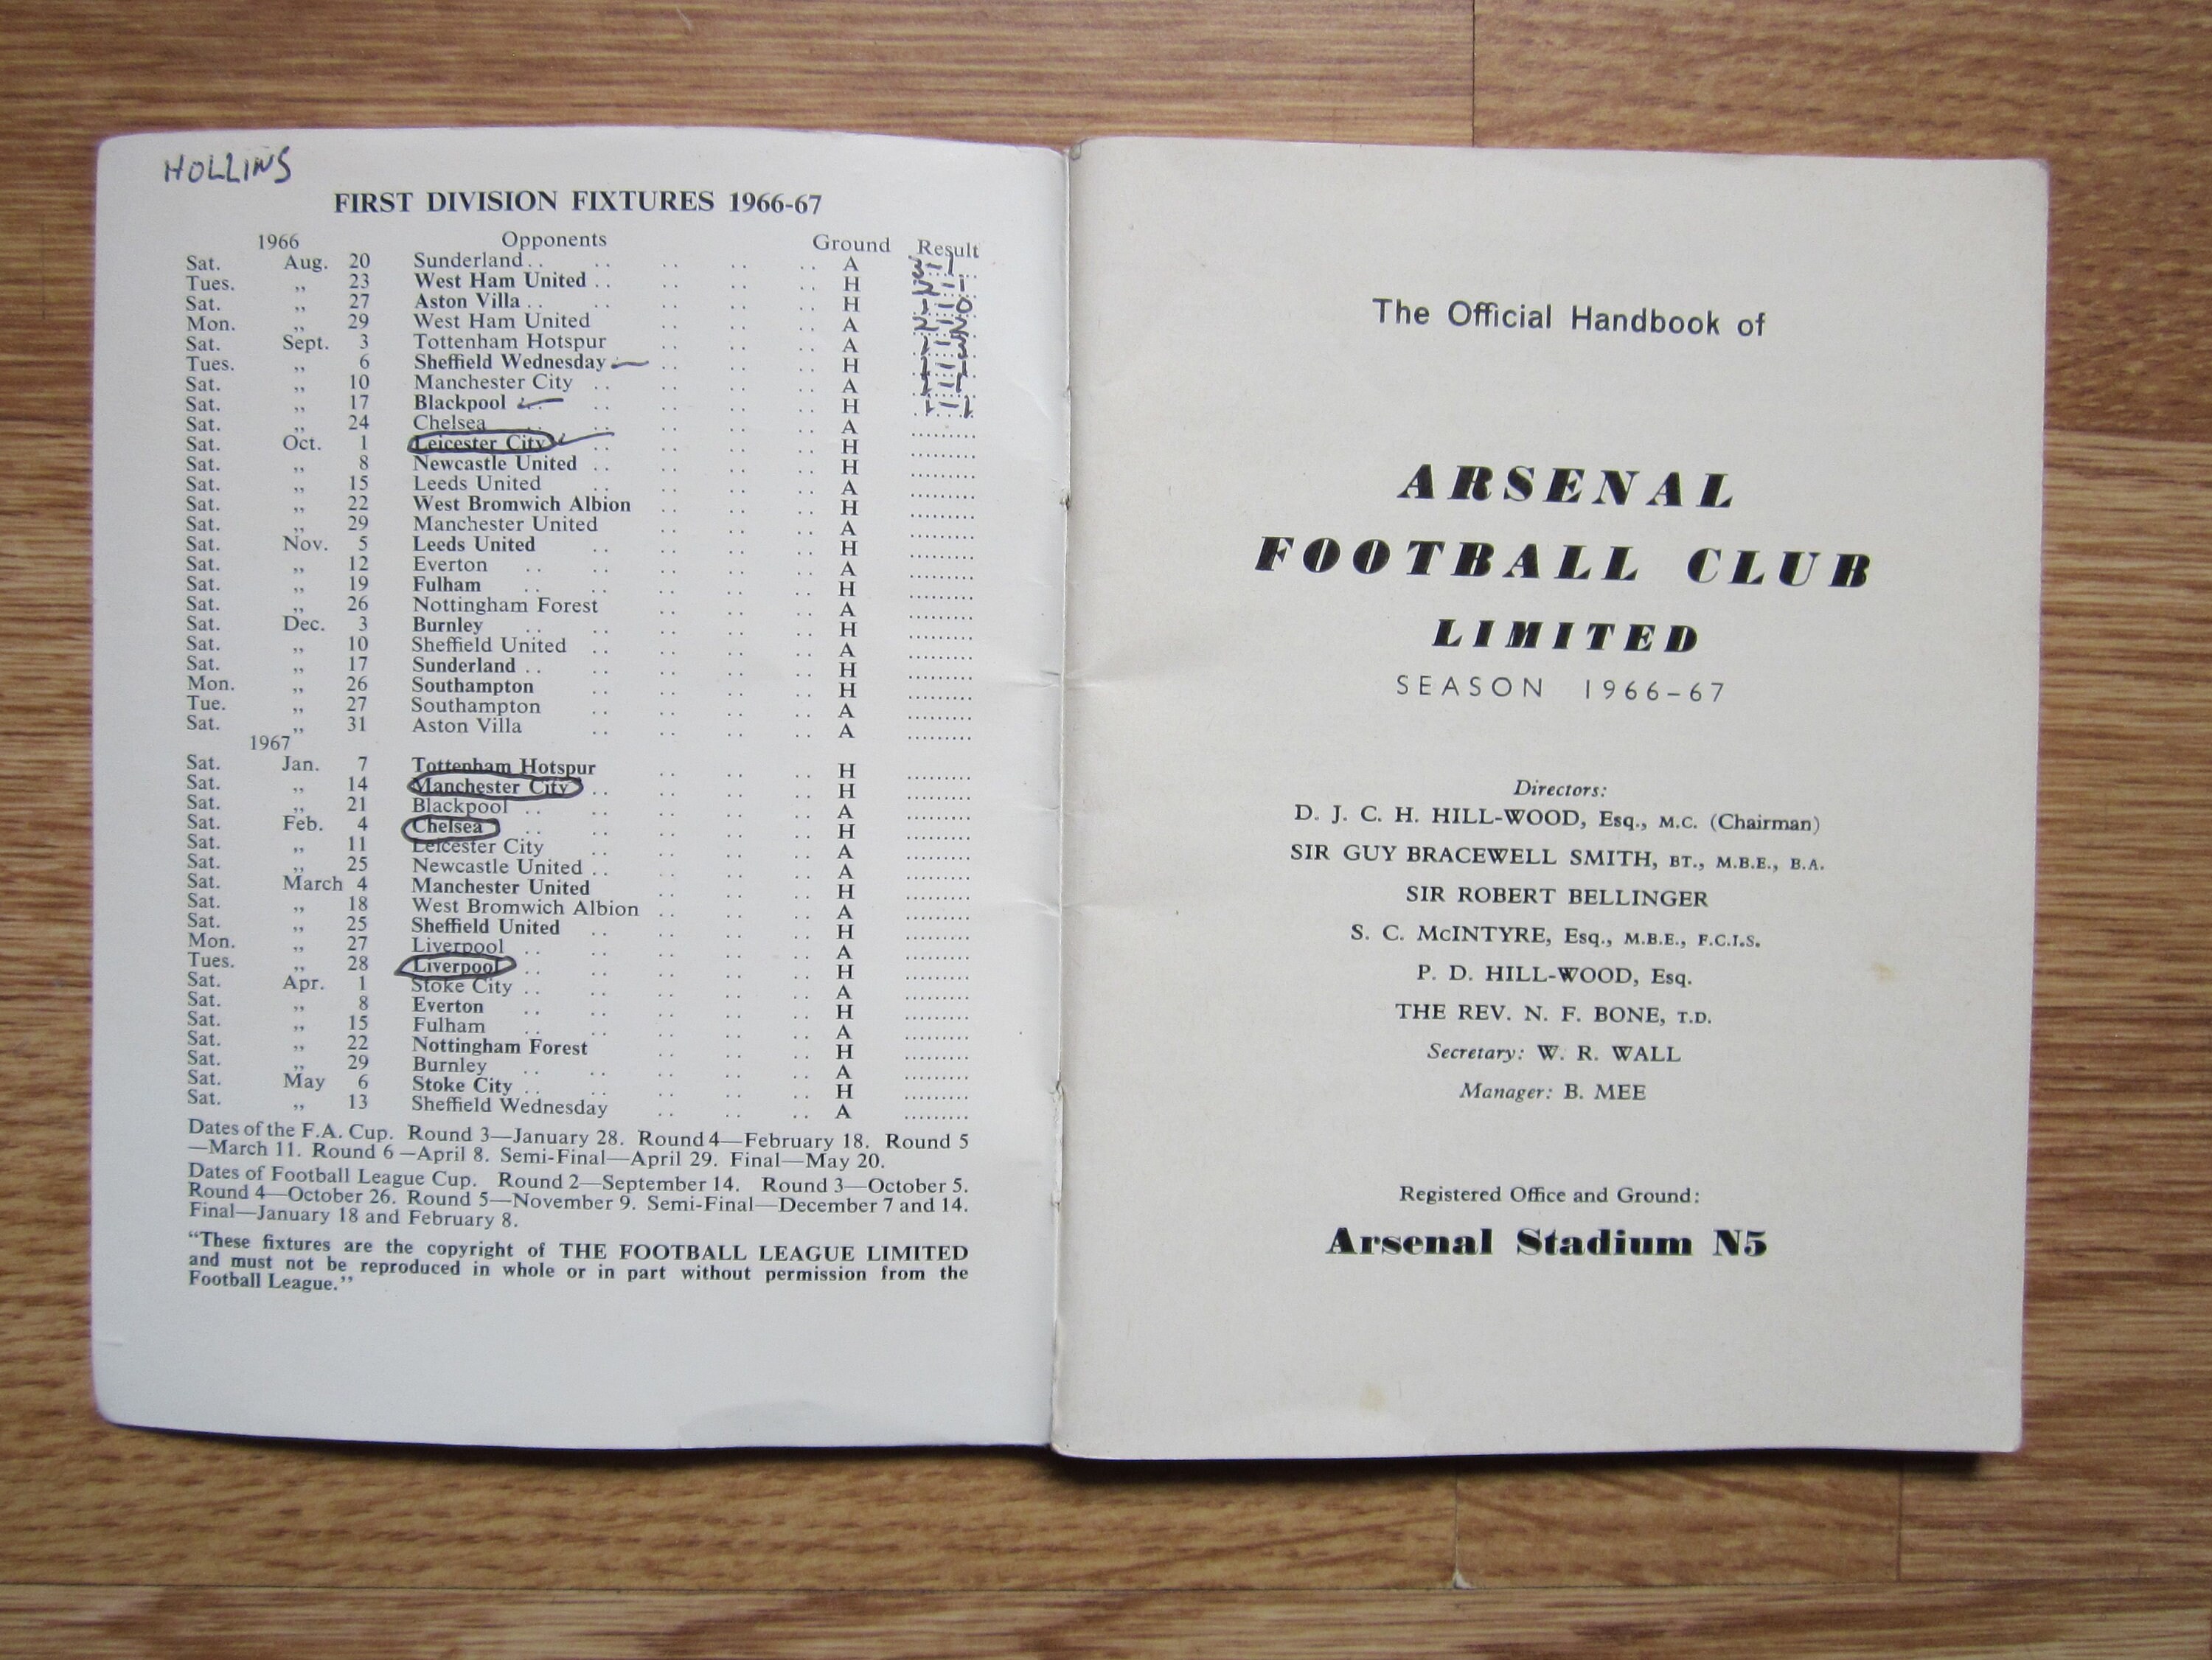 HOLLINS
FIRST DIVISION FIXTURES 1966-67
1966 Opponents Ground Result
Sat. Aug. 20 Sunderland . . . . . . . . . . A
Tues. ,, 23 West Ham United . . . . . . . . H
Sat. ,, 27 Aston Villa . . . . . . . . . . H
Mon. ,, 29 West Ham United . . . . . . A
Sat. Sept. 3 Tottenham Hotspur . . . . . . A
Tues. ,, 6 Sheffield Wednesday . . . . . . H
Sat. ,, 10 Manchester City . . . . . . . . A
Sat. ,, 17 Blackpool . . . . . . . . . . H
Sat. ,, 24 Chelsea . . . . . . . . . . A
Sat. Oct. 1 Leicester City . . . . . . . . H
Sat. ,, 8 Newcastle United . . . . . . . . H
Sat. ,, 15 Leeds United . . . . . . . . A
Sat. ,, 22 West Bromwich Albion . . . . . . H
Sat. ,, 29 Manchester United . . . . . . A
Sat. Nov. 5 Leeds United . . . . . . . . H
Sat. ,, 12 Everton . . . . . . . . . . A
Sat. ,, 19 Fulham . . . . . . . . . . H
Sat. ,, 26 Nottingham Forest . . . . . . A
Sat. Dec. 3 Burnley . . . . . . . . . . H
Sat. ,, 10 Sheffield United . . . . . . . . A
Sat. ,, 17 Sunderland . . . . . . . . . . H
Mon. ,, 26 Southampton . . . . . . . . H
Tue. ,, 27 Southampton . . . . . . . . A
Sat. ,, 31 Aston Villa . . . . . . . . A
1967
Sat. Jan. 7 Tottenham Hotspur . . . . . . H
Sat. ,, 14 Manchester City . . . . . . . . H
Sat. ,, 21 Blackpool . . . . . . . . . . A
Sat. Feb. 4 Chelsea . . . . . . . . . . H
Sat. ,, 11 Leicester City . . . . . . . . A
Sat. ,, 25 Newcastle United . . . . . . . . A
Sat. March 4 Manchester United . . . . . . H
Sat. ,, 18 West Bromwich Albion . . . . . . A
Sat. ,, 25 Sheffield United . . . . . . . . H
Mon. ,, 27 Liverpool . . . . . . . . . . A
Tues. ,, 28 Liverpool . . . . . . . . . . H
Sat. Apr. 1 Stoke City . . . . . . . . . . A
Sat. ,, 8 Everton . . . . . . . . . . H
Sat. ,, 15 Fulham . . . . . . . . . . A
Sat. ,, 22 Nottingham Forest . . . . . . H
Sat. ,, 29 Burnley . . . . . . . . . . A
Sat. May 6 Stoke City . . . . . . . . . . H
Sat. ,, 13 Sheffield Wednesday . . . . . . A
Dates of the F.A. Cup. Round 3—January 28. Round 4—February 18. Round 5
—March 11. Round 6—April 8. Semi-Final—April 29. Final—May 20.
Dates of Football League Cup. Round 2—September 14. Round 3—October 5.
Round 4—October 26. Round 5—November 9. Semi-Final—December 7 and 14.
Final—January 18 and February 8.
“These fixtures are the copyright of THE FOOTBALL LEAGUE LIMITED
and must not be reproduced in whole or in part without permission from the
Football League.”
The Official Handbook of
ARSENAL
FOOTBALL CLUB
LIMITED
SEASON 1966–67
Directors:
D. J. C. H. HILL-WOOD, Esq., M.C. (Chairman)
SIR GUY BRACEWELL SMITH, BT., M.B.E., B.A.
SIR ROBERT BELLINGER
S. C. McINTYRE, Esq., M.B.E., F.C.I.S.
P. D. HILL-WOOD, Esq.
THE REV. N. F. BONE, T.D.
Secretary: W. R. WALL
Manager: B. MEE
Registered Office and Ground:
Arsenal Stadium N5